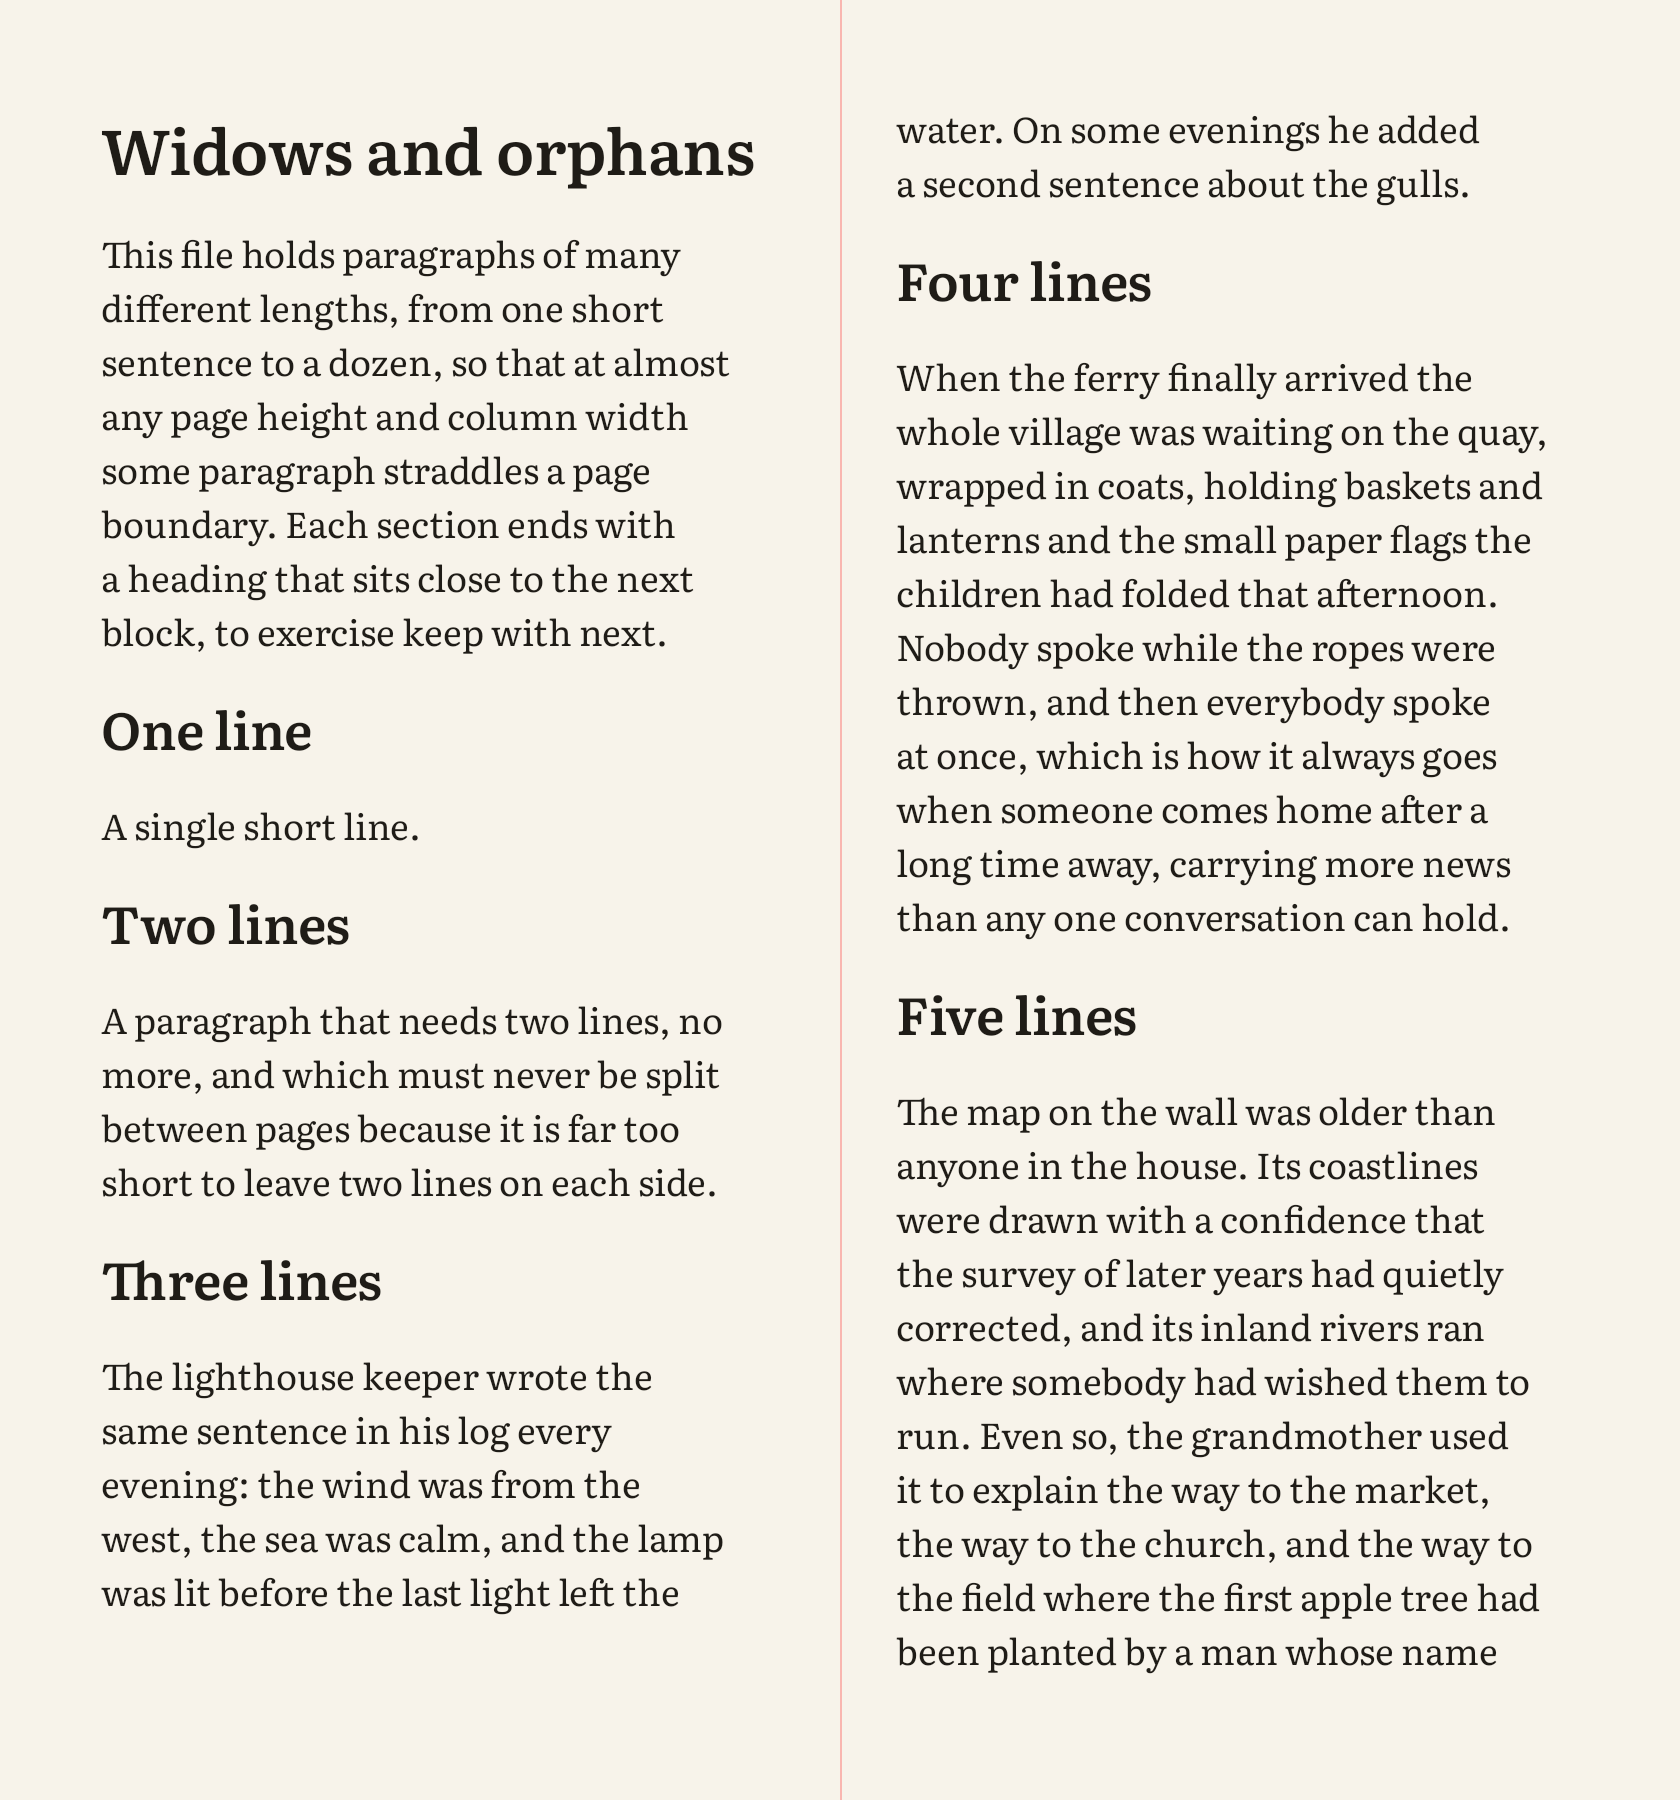 Widows and orphans
This file holds paragraphs of many
different lengths, from one short
sentence to a dozen, so that at almost
any page height and column width
some paragraph straddles a page
boundary. Each section ends with
a heading that sits close to the next
block, to exercise keep with next.
One line
A single short line.
Two lines
A paragraph that needs two lines, no
more, and which must never be split
between pages because it is far too
short to leave two lines on each side.
Three lines
The lighthouse keeper wrote the
same sentence in his log every
evening: the wind was from the
west, the sea was calm, and the lamp
was lit before the last light left the
water. On some evenings he added
a second sentence about the gulls.
Four lines
When the ferry finally arrived the
whole village was waiting on the quay,
wrapped in coats, holding baskets and
lanterns and the small paper flags the
children had folded that afternoon.
Nobody spoke while the ropes were
thrown, and then everybody spoke
at once, which is how it always goes
when someone comes home after a
long time away, carrying more news
than any one conversation can hold.
Five lines
The map on the wall was older than
anyone in the house. Its coastlines
were drawn with a confidence that
the survey of later years had quietly
corrected, and its inland rivers ran
where somebody had wished them to
run. Even so, the grandmother used
it to explain the way to the market,
the way to the church, and the way to
the field where the first apple tree had
been planted by a man whose name